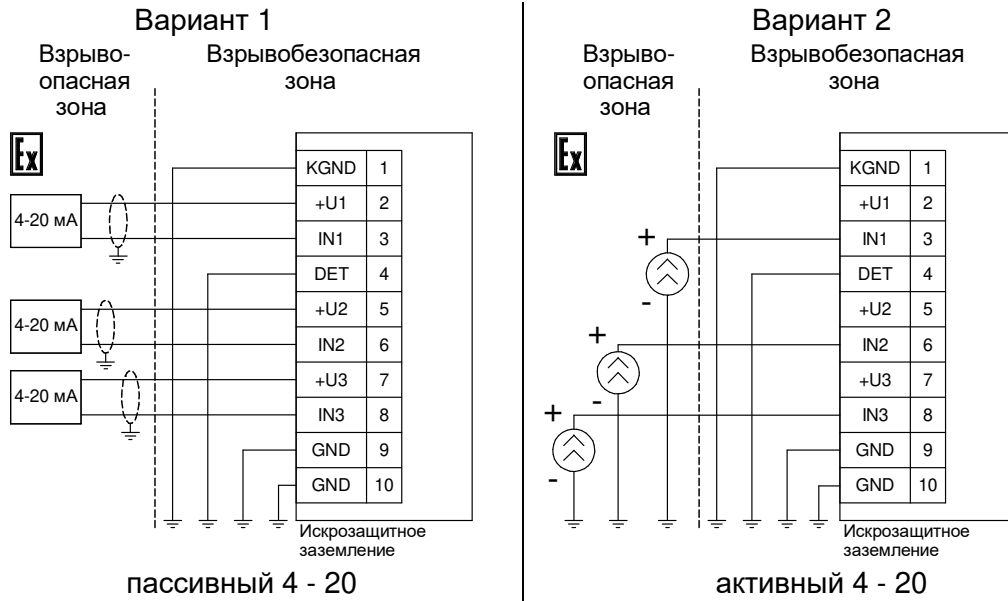 Вариант 1
Взрыво-
опасная
зона
Взрывобезопасная
зона
Ex
KGND 1
4-20 мА +U1 2
IN1 3
DET 4
4-20 мА +U2 5
IN2 6
4-20 мА +U3 7
IN3 8
GND 9
GND 10
Искрозащитное
заземление
пассивный 4 - 20
Вариант 2
Взрыво-
опасная
зона
Взрывобезопасная
зона
Ex
KGND 1
+U1 2
+ IN1 3
DET 4
- +U2 5
+ IN2 6
- +U3 7
+ IN3 8
GND 9
- GND 10
Искрозащитное
заземление
активный 4 - 20